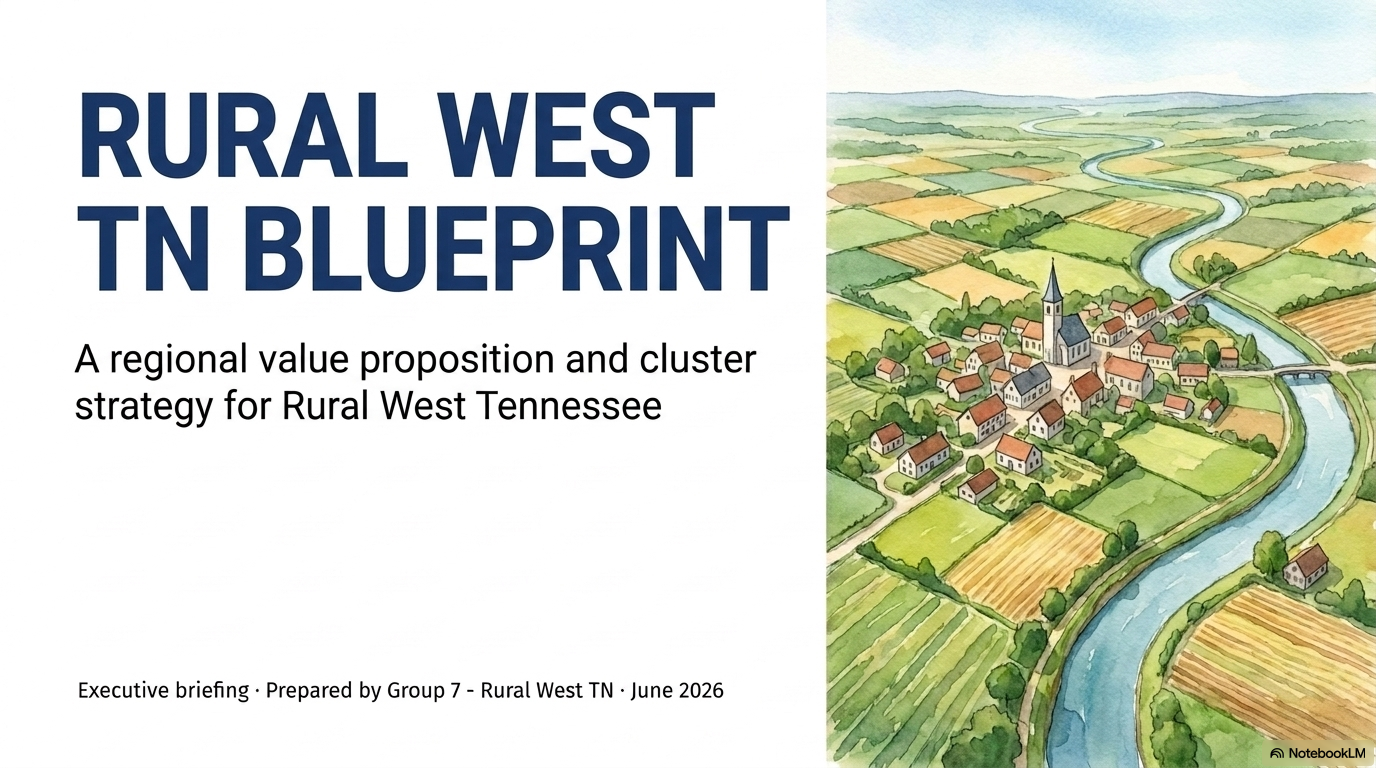 RURAL WEST
TN BLUEPRINT
A regional value proposition and cluster
strategy for Rural West Tennessee
Executive briefing · Prepared by Group 7 - Rural West TN · June 2026
NotebookLM